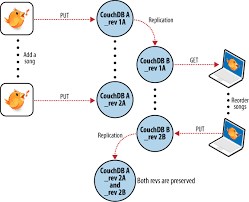 CouchDB A
_rev 1A
PUT
Replication
Add a
song
CouchDB B
_rev 1A
GET
PUT
CouchDB A
_rev 2A
Reorder
songs
CouchDB B
_rev 2B
Replication
PUT
CouchDB A
_rev 2A
and
_rev 2B
Both revs are preserved